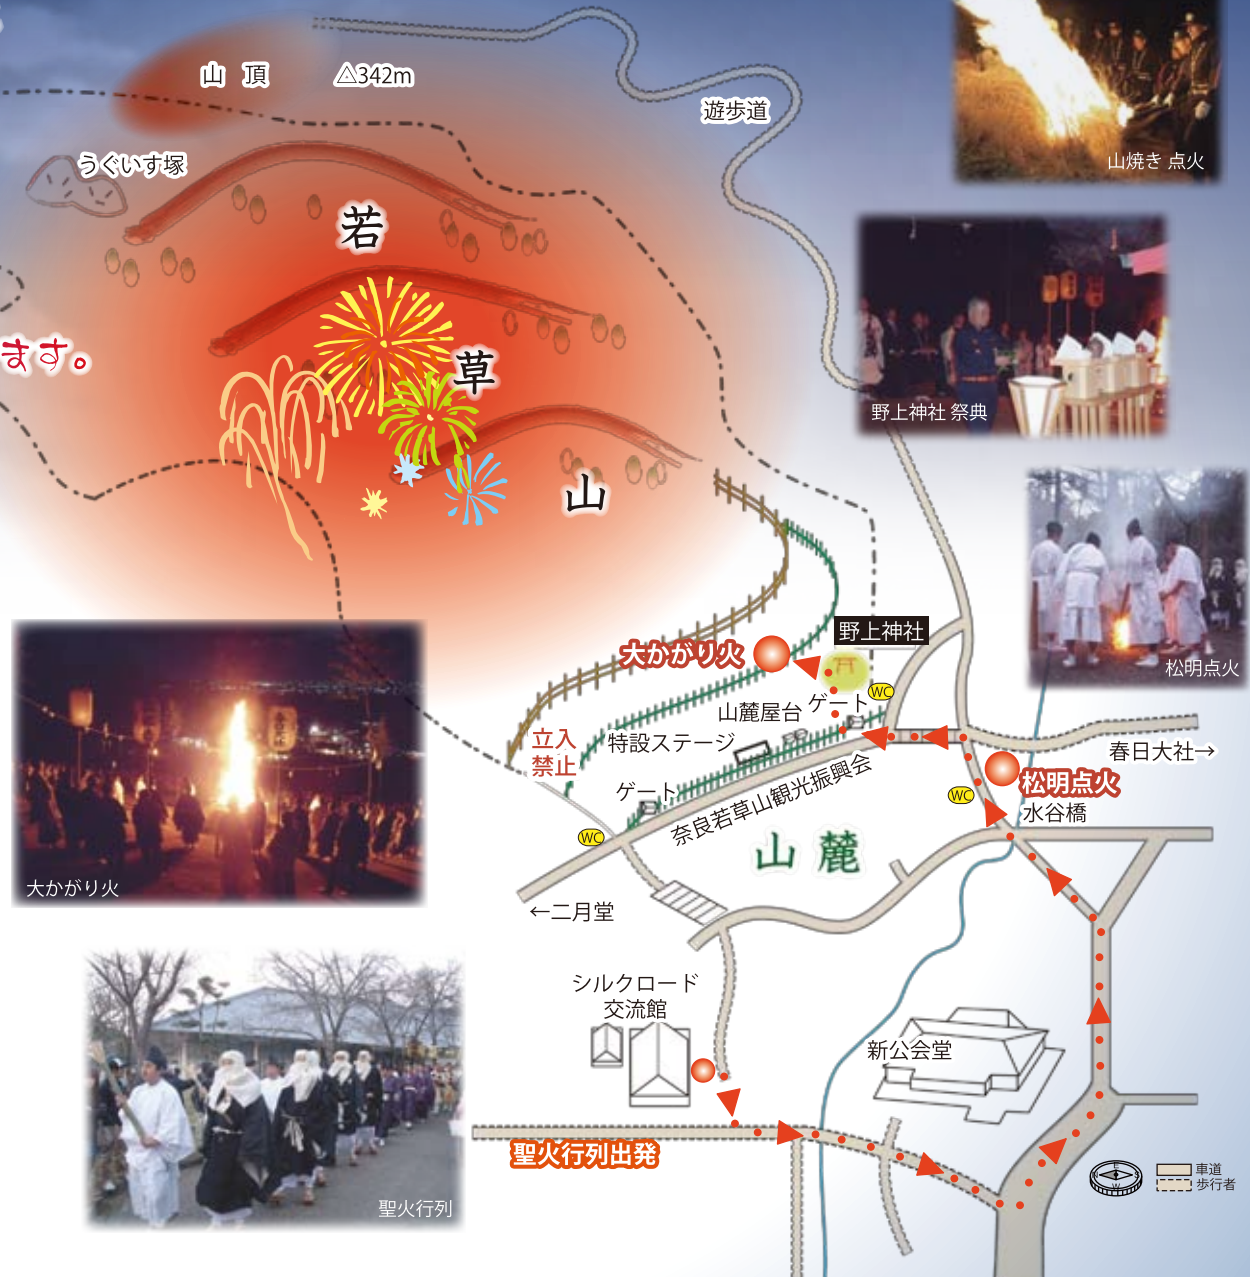 山頂
△342m
遊歩道
山焼き 点火
うぐいす塚
若
草
山
野上神社 祭典
ます。
松明点火
野上神社
大かがり火
WC
ゲート
山麓屋台
特設ステージ
立入
禁止
ゲート
春日大社→
松明点火
WC
水谷橋
奈良若草山観光振興会
WC
山麓
←二月堂
大かがり火
シルクロード
交流館
新公会堂
聖火行列出発
聖火行列
E
N
S
W
車道
歩行者